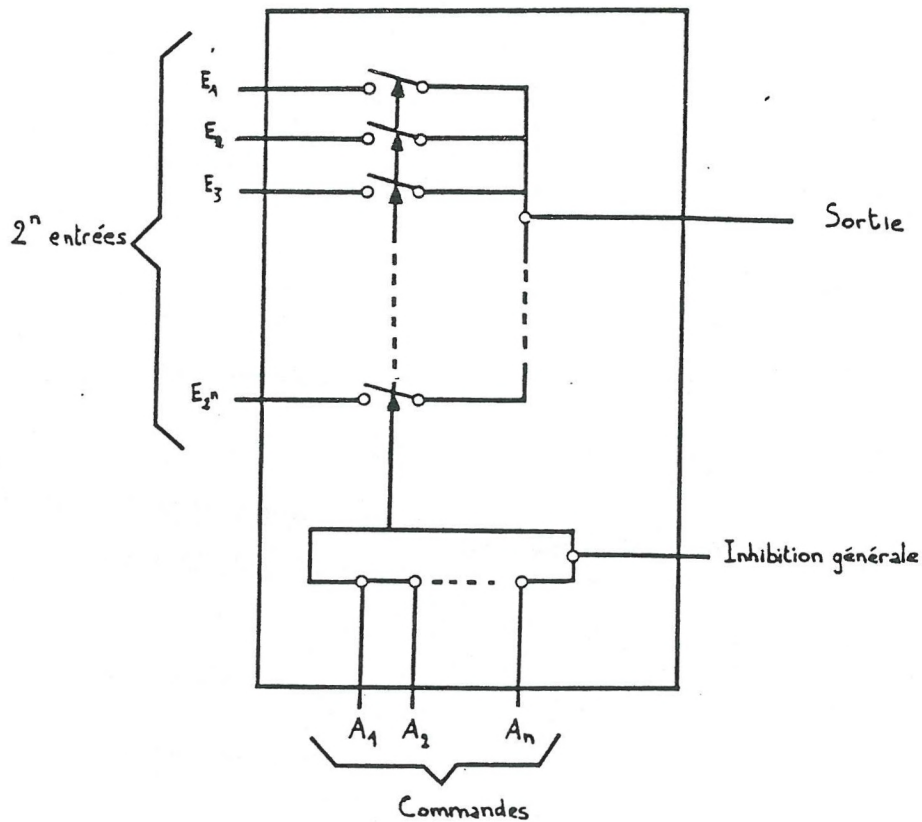 E1
E2
E3
2^n entrées
Sortie
E2^n
Inhibition générale
A1 A2 An
Commandes